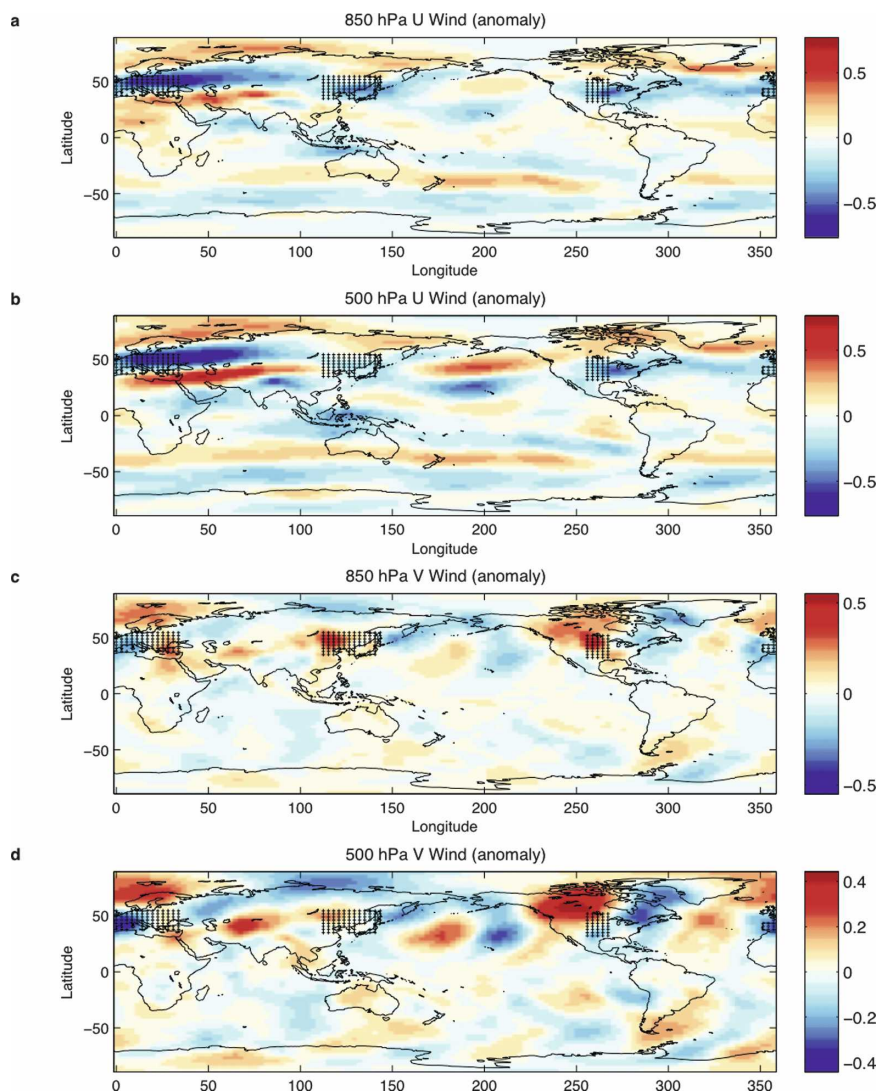 a
850 hPa U Wind (anomaly)
50
0
−50
Latitude
0 50 100 150 200 250 300 350
Longitude
0.5
0
−0.5
b
500 hPa U Wind (anomaly)
50
0
−50
Latitude
0 50 100 150 200 250 300 350
Longitude
0.5
0
−0.5
c
850 hPa V Wind (anomaly)
50
0
−50
Latitude
0 50 100 150 200 250 300 350
Longitude
0.5
0
−0.5
d
500 hPa V Wind (anomaly)
50
0
−50
Latitude
0 50 100 150 200 250 300 350
0.4
0.2
0
−0.2
−0.4